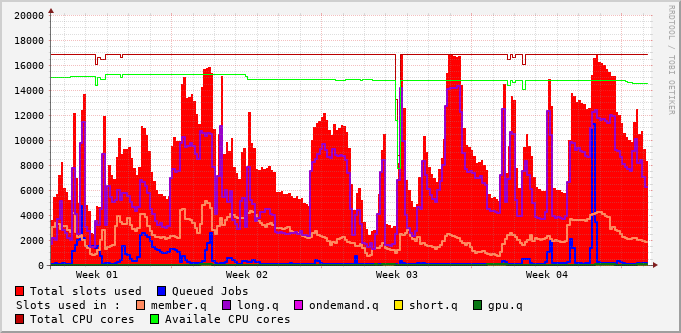 20000
18000
16000
14000
12000
10000
8000
6000
4000
2000
0
Week 01 Week 02 Week 03 Week 04
RRDTOOL / TOBI OETIKER
Total slots used Queued Jobs
Slots used in : member.q long.q ondemand.q short.q gpu.q
Total CPU cores Availale CPU cores